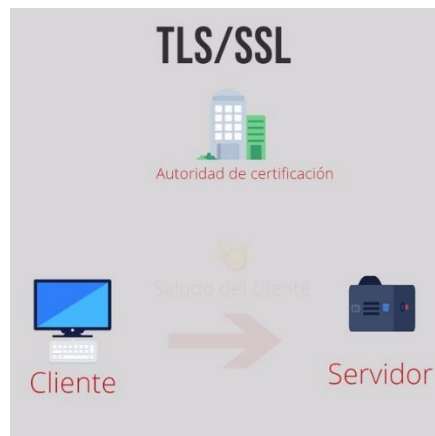 TLS/SSL
Autoridad de certificación
Saludo del cliente
Cliente
Servidor